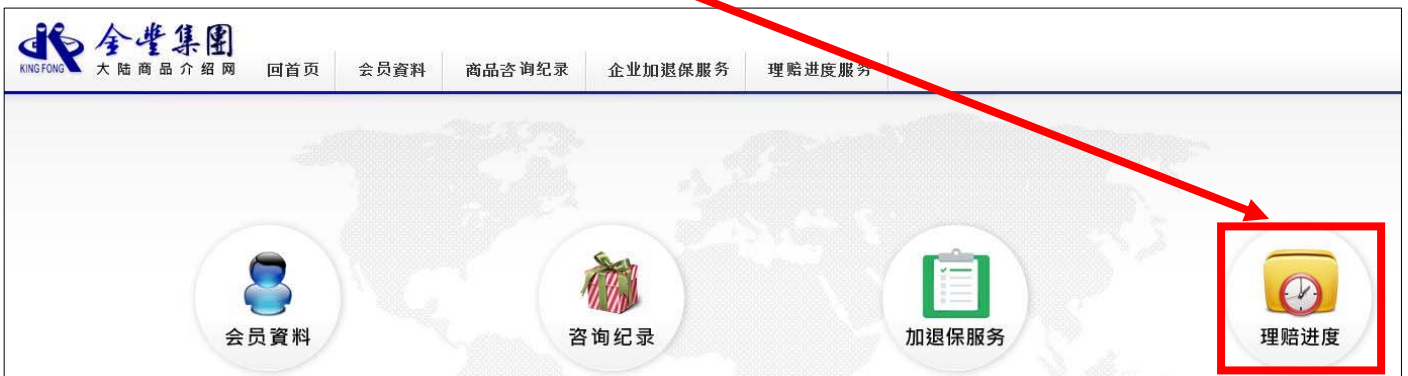 金豐集團
KING FONG
大陆商品介绍网
回首页 会员資料 商品咨询纪录 企业加退保服务 理赔进度服务
会员資料 咨询纪录 加退保服务 理赔进度